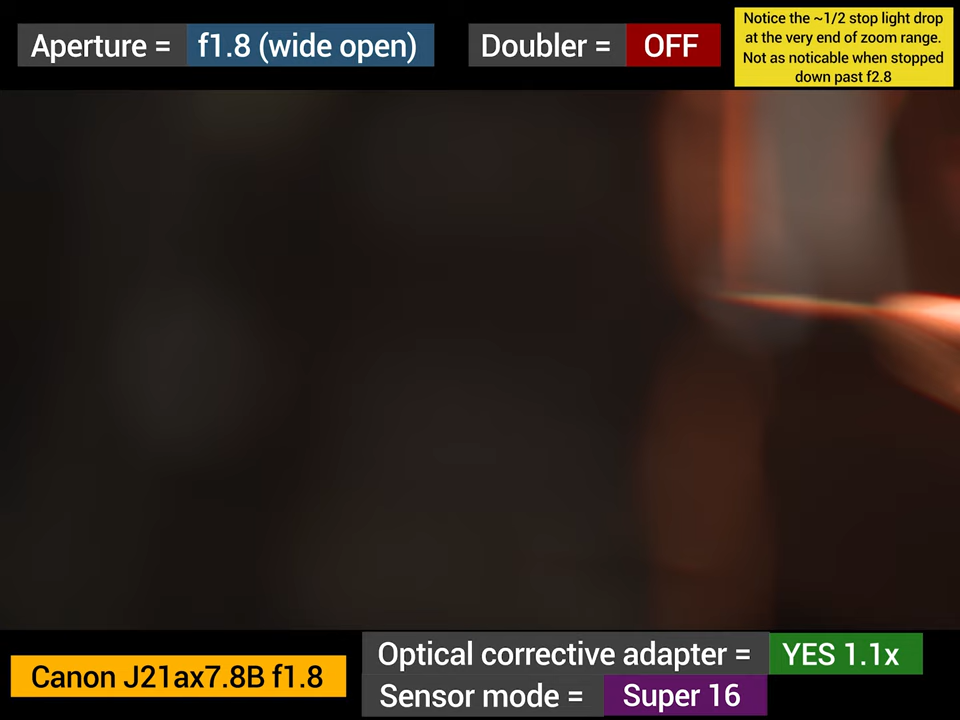 Aperture = f1.8 (wide open)
Doubler = OFF
Notice the ~1/2 stop light drop
at the very end of zoom range.
Not as noticable when stopped
down past f2.8
Canon J21ax7.8B f1.8
Optical corrective adapter = YES 1.1x
Sensor mode = Super 16